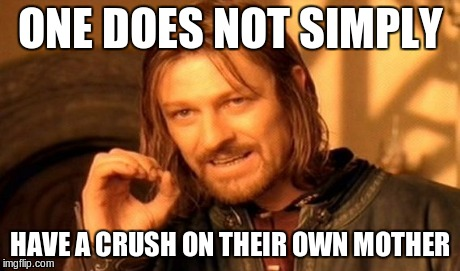 ONE DOES NOT SIMPLY
HAVE A CRUSH ON THEIR OWN MOTHER
imgflip.com